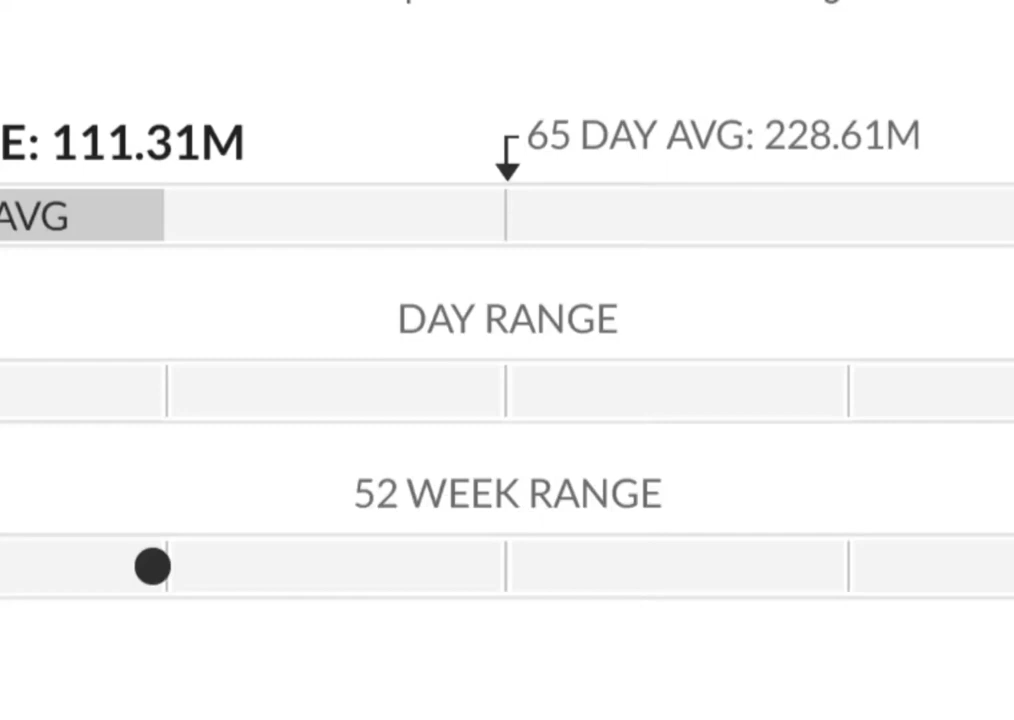 E: 111.31M
65 DAY AVG: 228.61M
AVG
DAY RANGE
52 WEEK RANGE